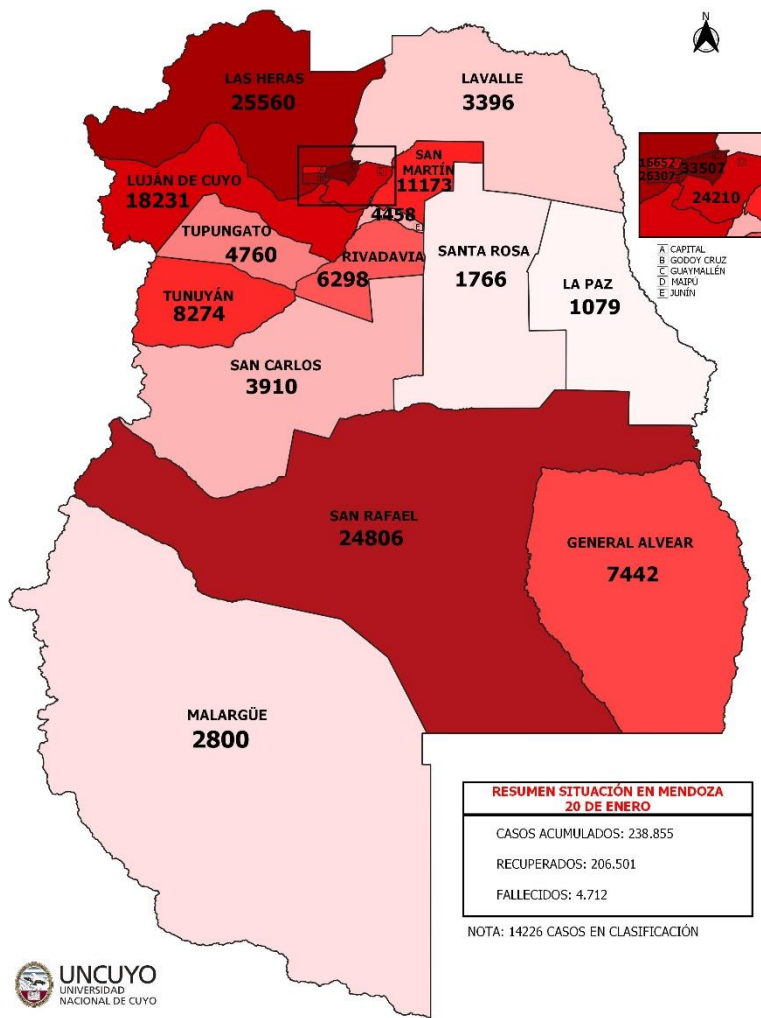 N
LAS HERAS
25560
LAVALLE
3396
SAN
MARTÍN
11173
LUJÁN DE CUYO
18231
4458
TUPUNGATO
4760
RIVADAVIA
6298
SANTA ROSA
1766
LA PAZ
1079
TUNUYÁN
8274
SAN CARLOS
3910
16652
26307
33507
24210
A CAPITAL
B GODOY CRUZ
C GUAYMALLÉN
D MAIPÚ
E JUNÍN
SAN RAFAEL
24806
GENERAL ALVEAR
7442
MALARGÜE
2800
RESUMEN SITUACIÓN EN MENDOZA
20 DE ENERO
CASOS ACUMULADOS: 238.855
RECUPERADOS: 206.501
FALLECIDOS: 4.712
NOTA: 14226 CASOS EN CLASIFICACIÓN
UNCUYO
UNIVERSIDAD
NACIONAL DE CUYO